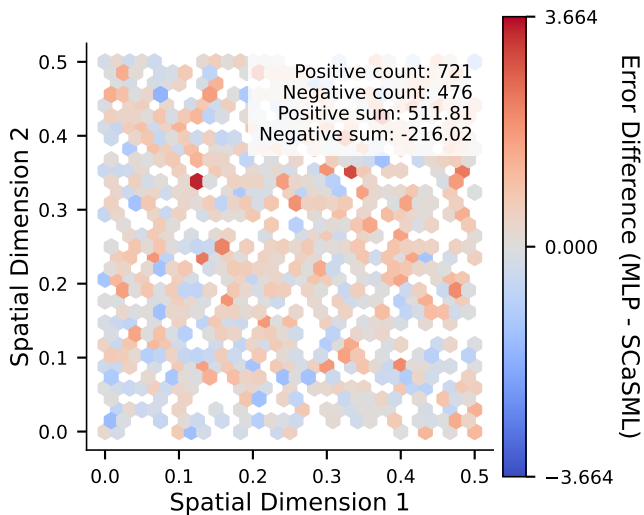 Positive count: 721
Negative count: 476
Positive sum: 511.81
Negative sum: -216.02
0.5
0.4
0.3
0.2
0.1
0.0
Spatial Dimension 2
0.0 0.1 0.2 0.3 0.4 0.5
Spatial Dimension 1
3.664
0.000
−3.664
Error Difference (MLP - SCaSML)